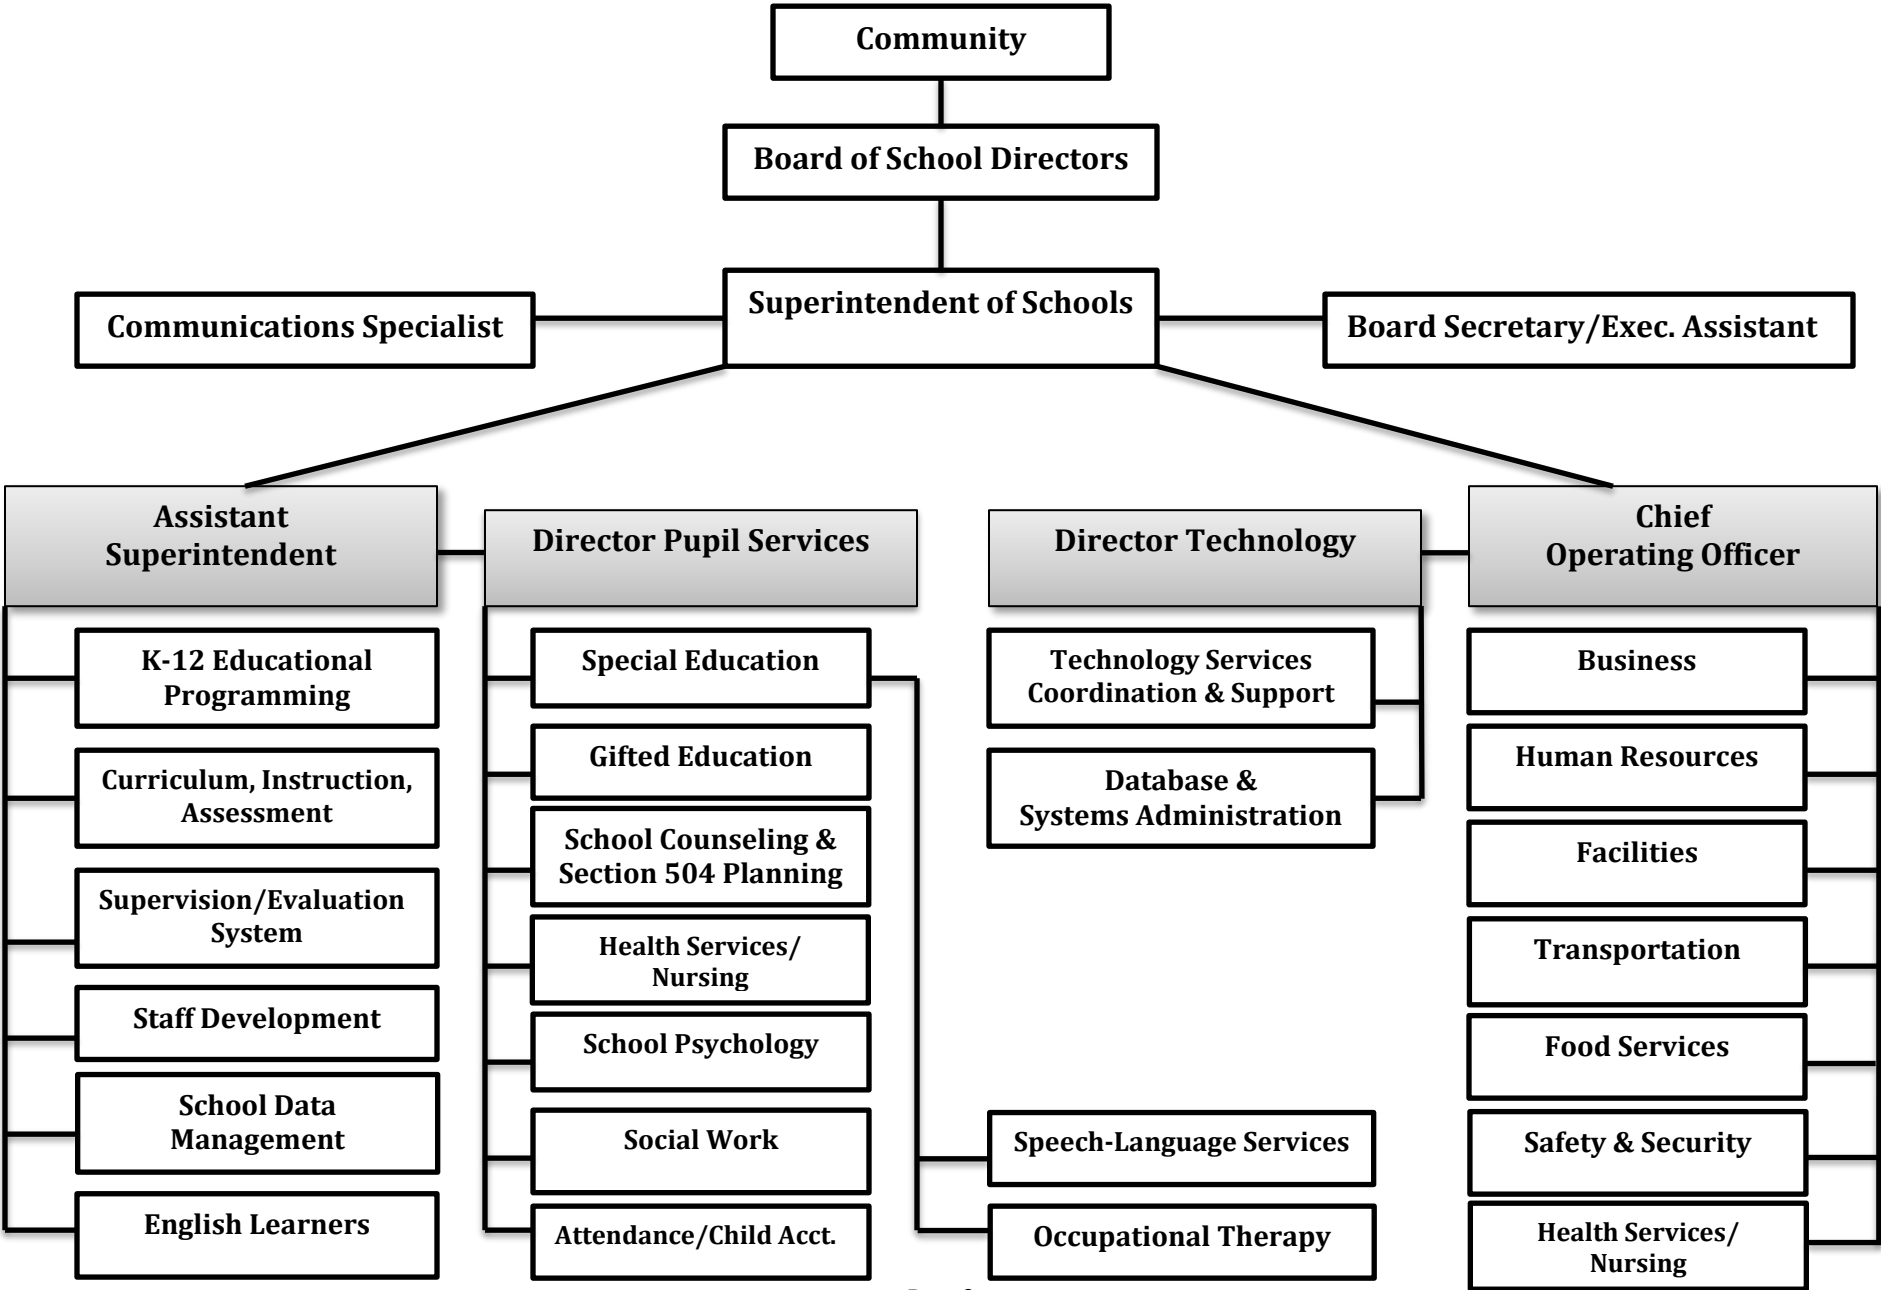 Community
Board of School Directors
Superintendent of Schools
Communications Specialist
Board Secretary/Exec. Assistant
Assistant
Superintendent
Director Pupil Services
Director Technology
Chief
Operating Officer
K-12 Educational
Programming
Curriculum, Instruction,
Assessment
Supervision/Evaluation
System
Staff Development
School Data
Management
English Learners
Special Education
Gifted Education
School Counseling &
Section 504 Planning
Health Services/
Nursing
School Psychology
Social Work
Attendance/Child Acct.
Technology Services
Coordination & Support
Database &
Systems Administration
Speech-Language Services
Occupational Therapy
Business
Human Resources
Facilities
Transportation
Food Services
Safety & Security
Health Services/
Nursing